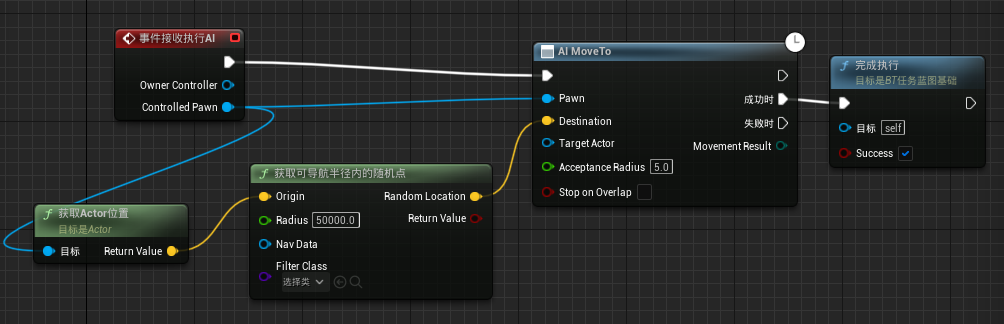 事件接收执行AI
Owner Controller
Controlled Pawn
获取Actor位置
目标是Actor
目标
Return Value
获取可导航半径内的随机点
Origin
Random Location
Radius 50000.0
Return Value
Nav Data
Filter Class
选择类
AI MoveTo
Pawn
成功时
Destination
失败时
Target Actor
Movement Result
Acceptance Radius 5.0
Stop on Overlap
完成执行
目标是BT任务蓝图基础
目标 self
Success